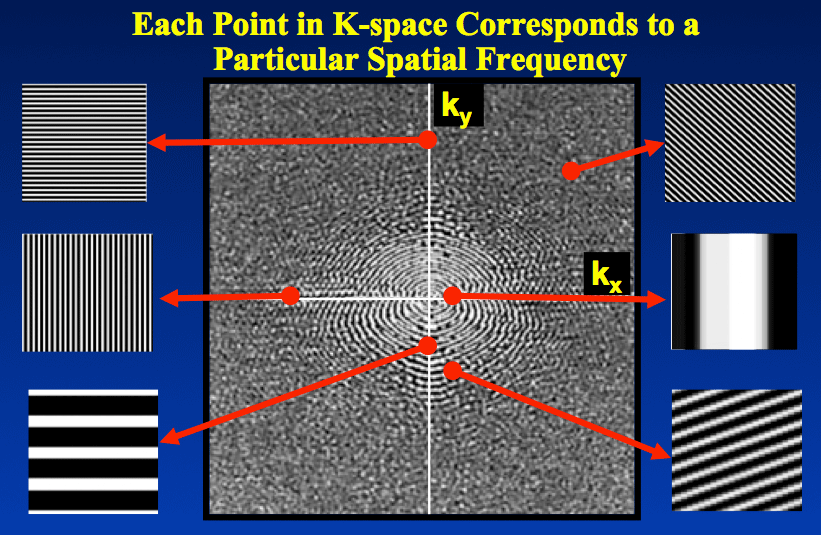 Each Point in K-space Corresponds to a
Particular Spatial Frequency
ky
kx